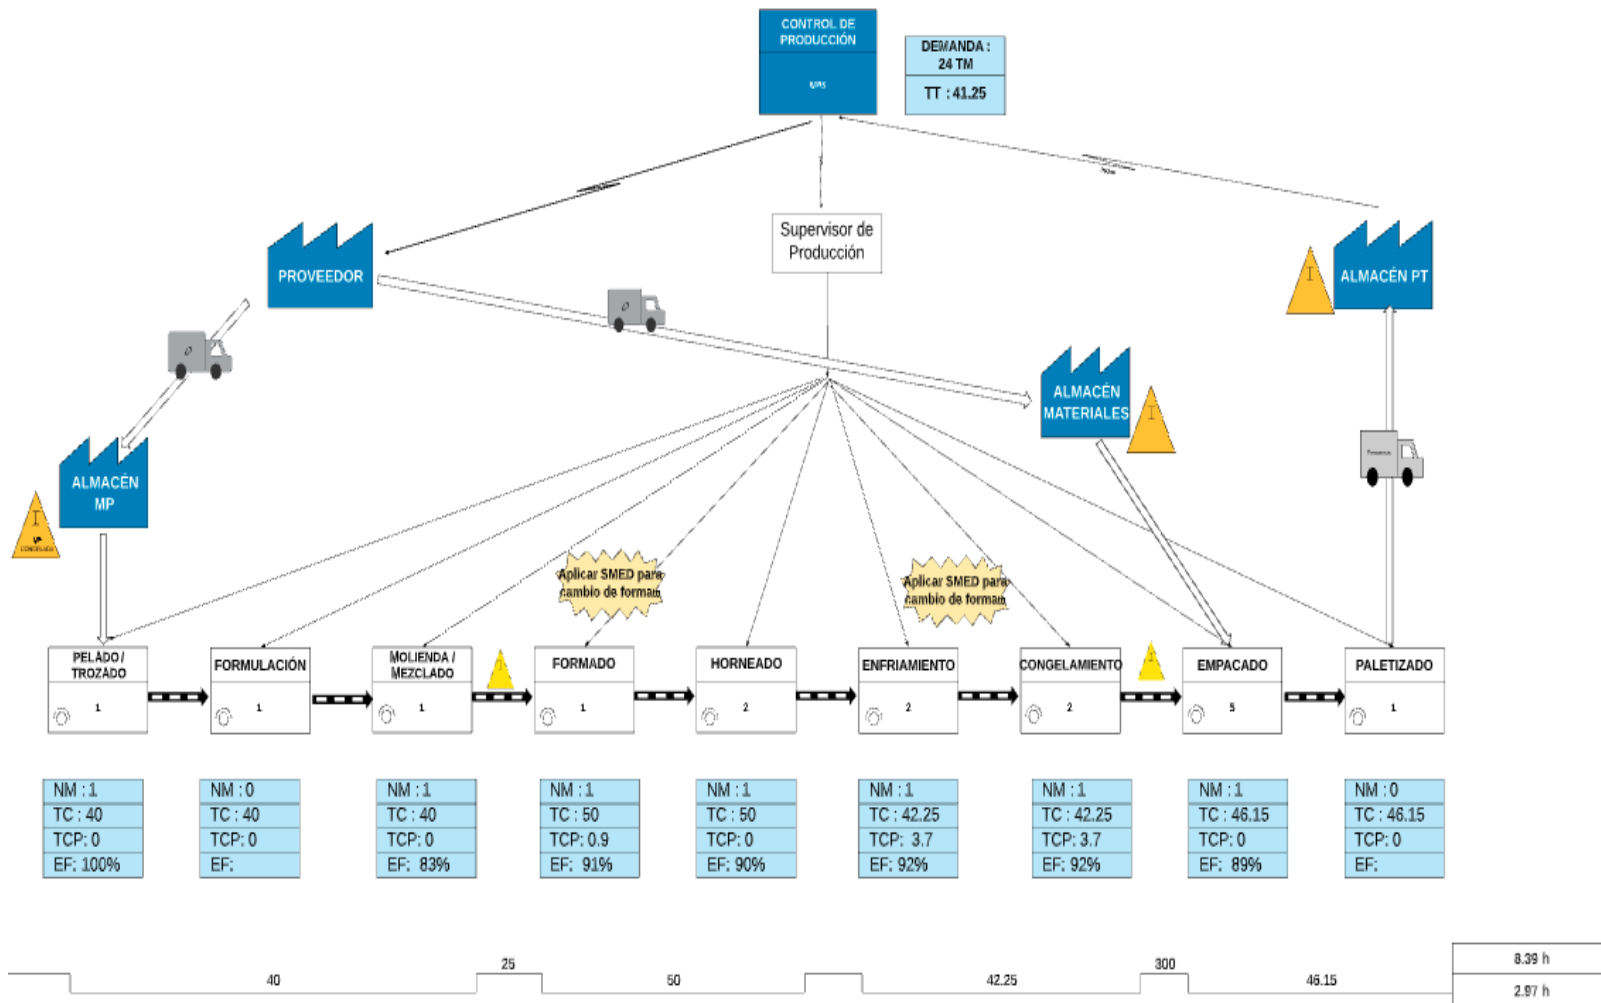 CONTROL DE
PRODUCCIÓN
DEMANDA :
24 TM
TT : 41.25
Supervisor de
Producción
PROVEEDOR
ALMACÉN PT
I
ALMACÉN
MATERIALES
I
ALMACÉN
MP
I
Aplicar SMED para
cambio de formato
Aplicar SMED para
cambio de formato
PELADO /
TROZADO
1
FORMULACIÓN
1
MOLIENDA /
MEZCLADO
1
I
FORMADO
1
HORNEADO
2
ENFRIAMIENTO
2
CONGELAMIENTO
2
I
EMPACADO
5
PALETIZADO
1
NM : 1
TC : 40
TCP: 0
EF: 100%
NM : 0
TC : 40
TCP: 0
EF:
NM : 1
TC : 40
TCP: 0
EF: 83%
NM : 1
TC : 50
TCP: 0.9
EF: 91%
NM : 1
TC : 50
TCP: 0
EF: 90%
NM : 1
TC : 42.25
TCP: 3.7
EF: 92%
NM : 1
TC : 42.25
TCP: 3.7
EF: 92%
NM : 1
TC : 46.15
TCP: 0
EF: 89%
NM : 0
TC : 46.15
TCP: 0
EF:
40
25
50
42.25
300
46.15
8.39 h
2.97 h